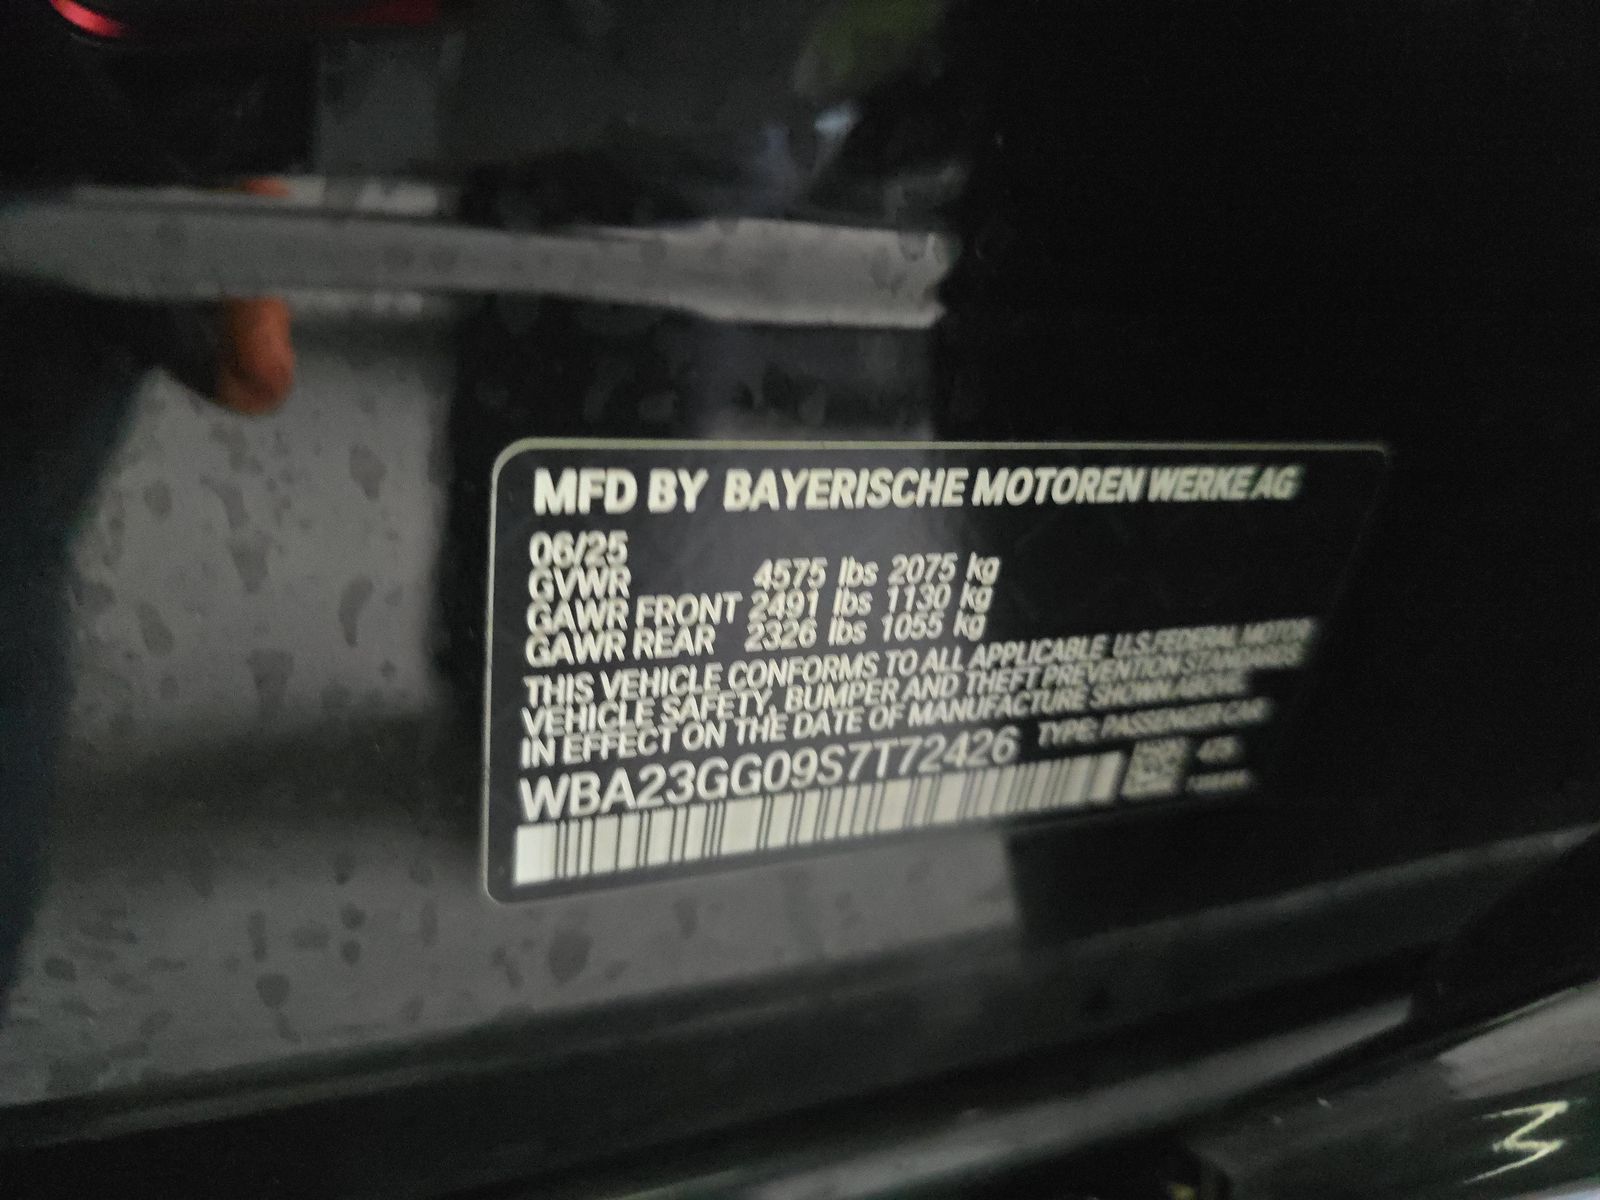 MFD BY BAYERISCHE MOTOREN WERKE AG
06/25
GVWR 4575 lbs 2075 kg
GAWR FRONT 2491 lbs 1130 kg
GAWR REAR 2326 lbs 1055 kg
THIS VEHICLE CONFORMS TO ALL APPLICABLE U.S.FEDERAL MOTOR
VEHICLE SAFETY, BUMPER AND THEFT PREVENTION STANDARDS
IN EFFECT ON THE DATE OF MANUFACTURE SHOWN ABOVE.
WBA23GG09S7T72426 TYPE: PASSENGER CAR